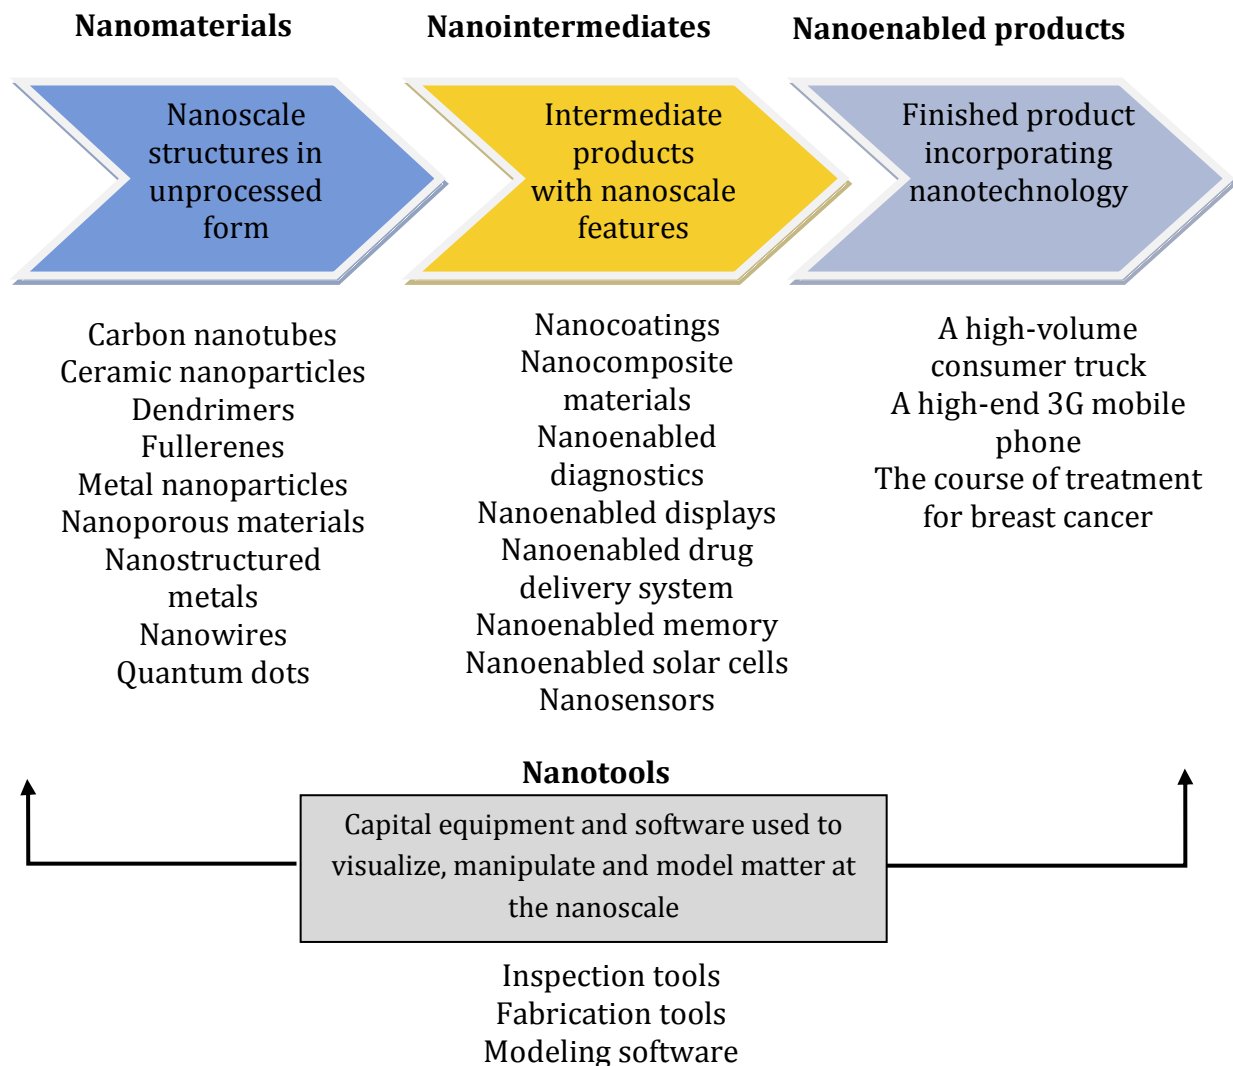 Nanomaterials
Nanoscale
structures in
unprocessed
form
Carbon nanotubes
Ceramic nanoparticles
Dendrimers
Fullerenes
Metal nanoparticles
Nanoporous materials
Nanostructured
metals
Nanowires
Quantum dots
Nanointermediates
Intermediate
products
with nanoscale
features
Nanocoatings
Nanocomposite
materials
Nanoenabled
diagnostics
Nanoenabled displays
Nanoenabled drug
delivery system
Nanoenabled memory
Nanoenabled solar cells
Nanosensors
Nanoenabled products
Finished product
incorporating
nanotechnology
A high-volume
consumer truck
A high-end 3G mobile
phone
The course of treatment
for breast cancer
Nanotools
Capital equipment and software used to
visualize, manipulate and model matter at
the nanoscale
Inspection tools
Fabrication tools
Modeling software